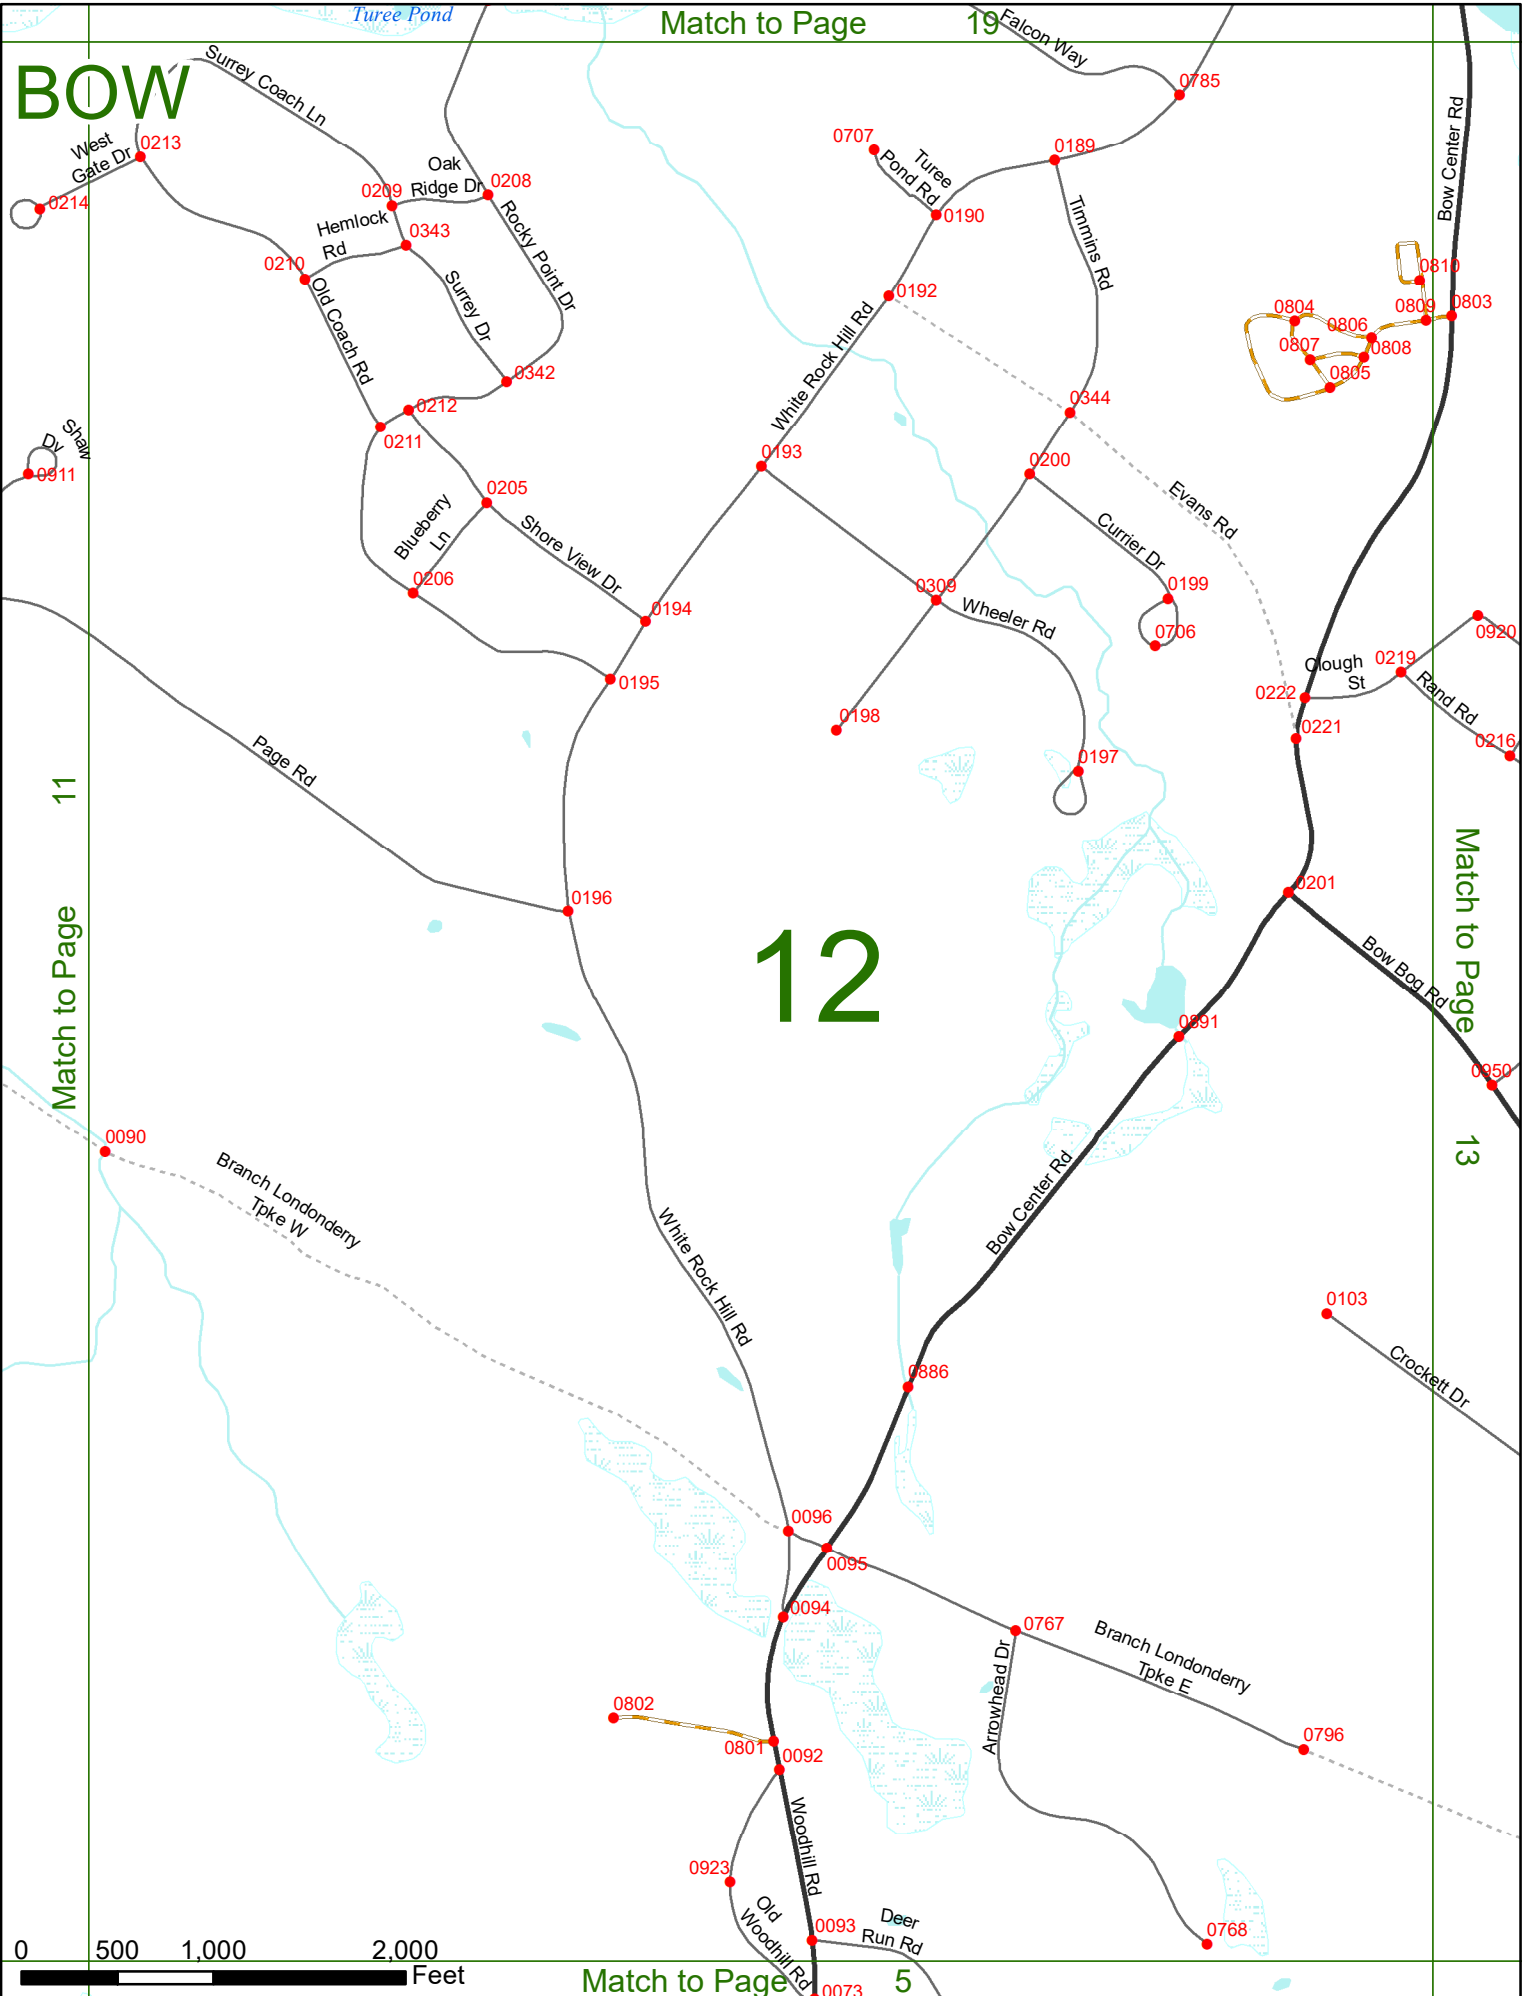 Turee Pond
Match to Page 19
Falcon Way
BOW
Surrey Coach Ln
0785
Bow Center Rd
West
Gate Dr
0213
0707
Turee
Pond Rd
0189
Oak
Ridge Dr
0208
0209
0214
Hemlock
Rd
0343
0190
Timmins Rd
Rocky Point Dr
0210
Old Coach Rd
Surrey Dr
0192
0810
0804
0809
0803
0806
0807
0808
0805
White Rock Hill Rd
0342
0212
0211
0344
Shaw
Dv
0911
0193
0200
Evans Rd
0205
Blueberry
Ln
Shore View Dr
Currier Dr
0206
0309
0199
0194
Wheeler Rd
0706
0920
Clough
St
0219
Rand Rd
0195
0222
0198
0221
0216
Page Rd
0197
11
Match to Page
0201
0196
12
Bow Bog Rd
Match to Page
13
0891
0950
0090
Branch Londondery
Tpke W
Bow Center Rd
White Rock Hill Rd
0103
Crockett Dr
0886
0096
0095
0094
0767
Branch Londonderry
Tpke E
Arrowhead Dr
0802
0801
0796
0092
Woodhill Rd
0923
Old
Woodhill Rd
0093
Deer
Run Rd
0768
0 500 1,000 2,000
Feet
Match to Page 5
0073